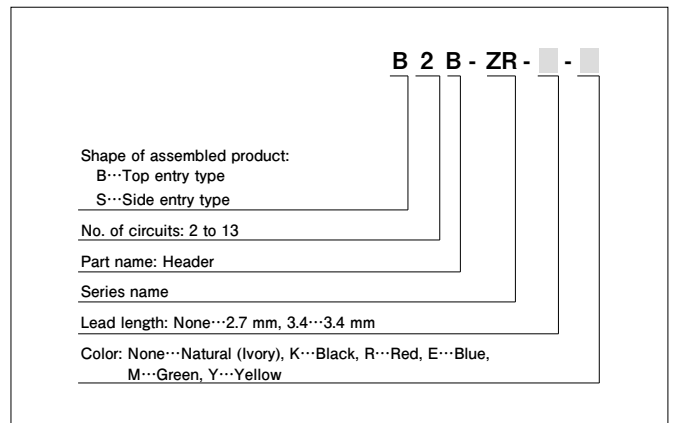 B 2 B - ZR - -
Shape of assembled product:
B…Top entry type
S…Side entry type
No. of circuits: 2 to 13
Part name: Header
Series name
Lead length: None…2.7 mm, 3.4…3.4 mm
Color: None…Natural (Ivory), K…Black, R…Red, E…Blue,
M…Green, Y…Yellow